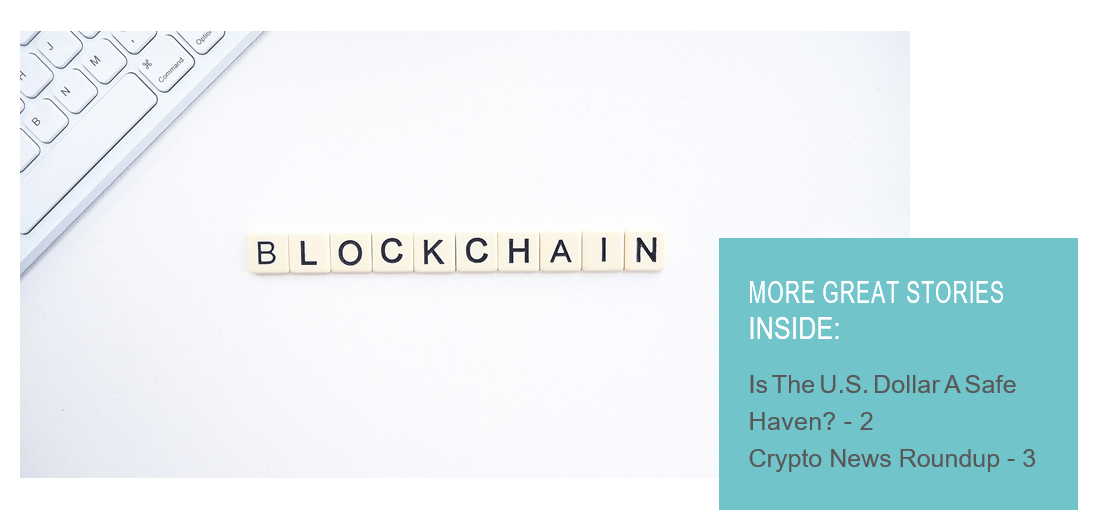 J
H
M
N
B
⌘
Command
Option
BLOCKCHAIN
MORE GREAT STORIES
INSIDE:
Is The U.S. Dollar A Safe
Haven? - 2
Crypto News Roundup - 3